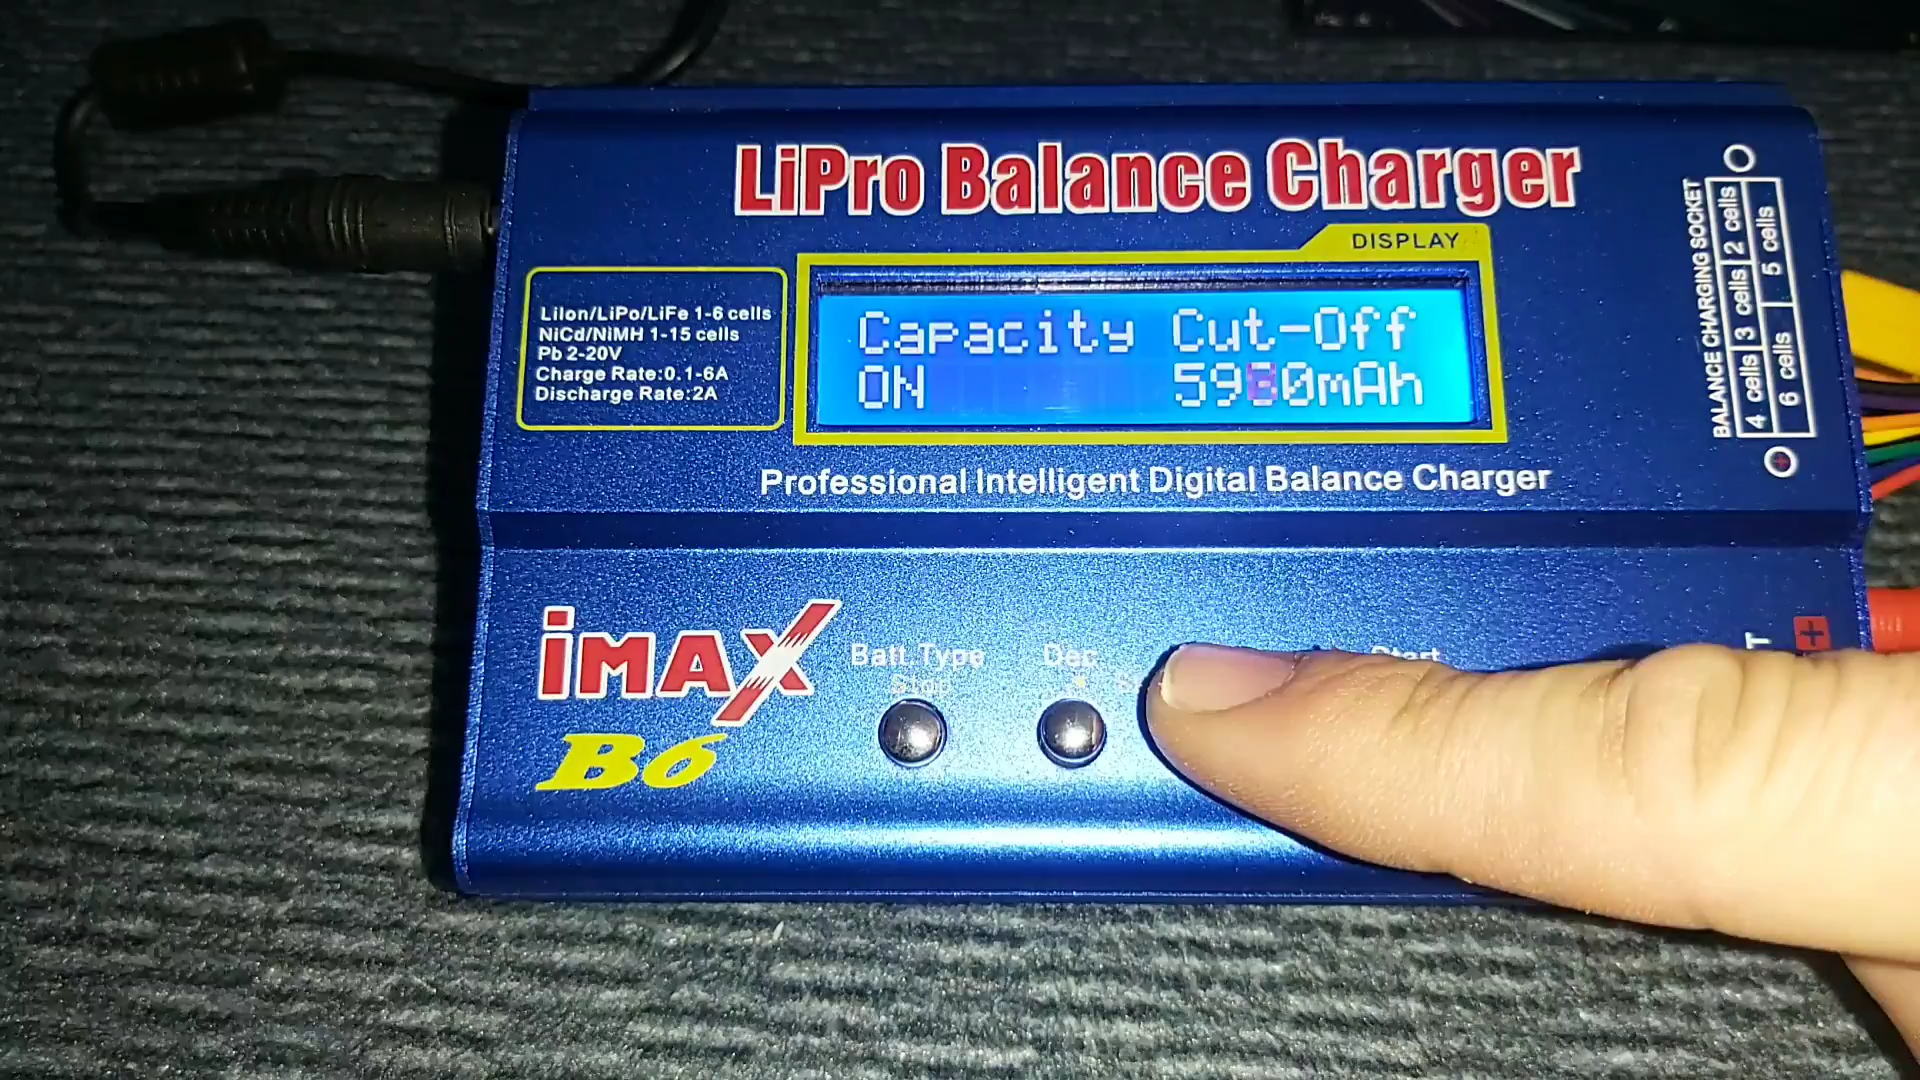 LiPro Balance Charger
DISPLAY
LiIon/LiPo/LiFe 1-6 cells
NiCd/NiMH 1-15 cells
Pb 2-20V
Charge Rate:0.1-6A
Discharge Rate:2A
Capacity Cut-Off
ON
Professional Intelligent Digital Balance Charger
BALANCE CHARGING SOCKET
2 cells
3 cells
4 cells
5 cells
6 cells
iMAX
B6
Batt.Type
Stop
Dec
Start